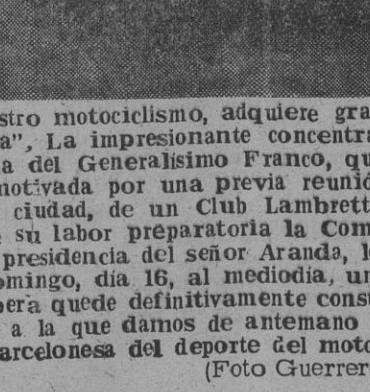 stro motociclismo, adquiere gra
a”, La impresionante concentra
a del Generalísimo Franco, qu
motivada por una previa reunió
ciudad, de un Club Lambrett
su labor preparatoria la Com
presidencia del señor Aranda, l
omingo, día 16, al mediodía, un
pera quede definitivamente const
a la que damos de antemano
arcelonesa del deporte del moto
(Foto Guerrer